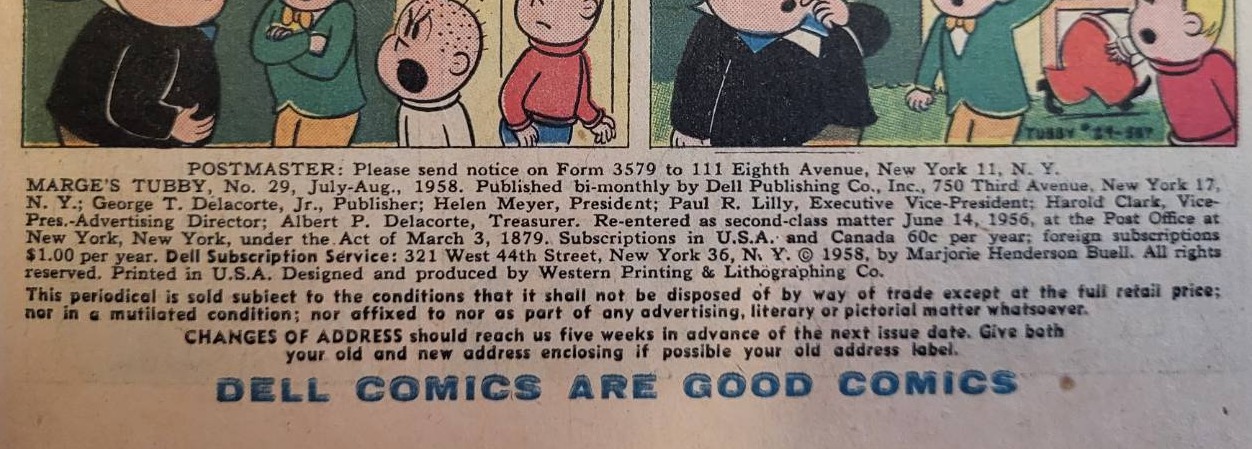 TUBBY #29-587
POSTMASTER: Please send notice on Form 3579 to 111 Eighth Avenue, New York 11, N. Y.
MARGE'S TUBBY, No. 29, July-Aug., 1958. Published bi-monthly by Dell Publishing Co., Inc., 750 Third Avenue, New York 17,
N. Y.; George T. Delacorte, Jr., Publisher; Helen Meyer, President; Paul R. Lilly, Executive Vice-President; Harold Clark, Vice-
Pres.-Advertising Director; Albert P. Delacorte, Treasurer. Re-entered as second-class matter June 14, 1956, at the Post Office at
New York, New York, under the Act of March 3, 1879. Subscriptions in U.S.A. and Canada 60c per year; foreign subscriptions
$1.00 per year. Dell Subscription Service: 321 West 44th Street, New York 36, N. Y. © 1958, by Marjorie Henderson Buell. All rights
reserved. Printed in U.S.A. Designed and produced by Western Printing & Lithographing Co.
This periodical is sold subject to the conditions that it shall not be disposed of by way of trade except at the full retail price;
nor in a mutilated condition; nor affixed to nor as part of any advertising, literary or pictorial matter whatsoever.
CHANGES OF ADDRESS should reach us five weeks in advance of the next issue date. Give both
your old and new address enclosing if possible your old address label.
DELL COMICS ARE GOOD COMICS